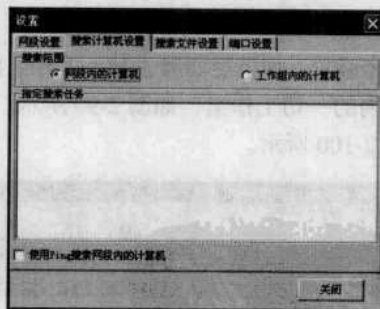 设置
网段设置 搜索计算机设置 搜索文件设置 端口设置
搜索范围
网段内的计算机 工作组内的计算机
指定搜索任务
使用Ping搜索网段内的计算机
关闭